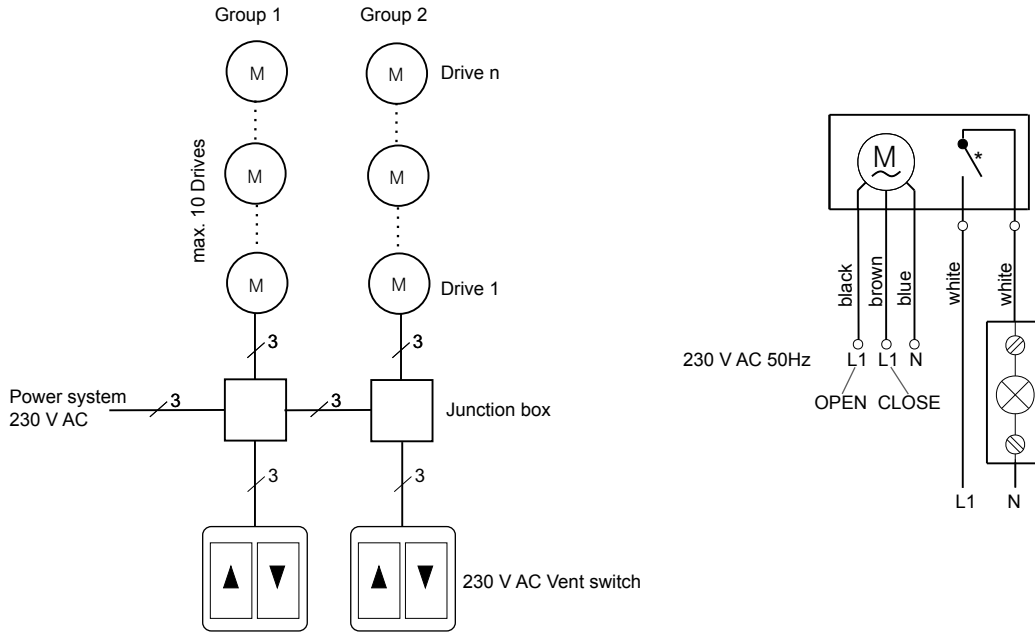 Group 1
Group 2
M
M
Drive n
max. 10 Drives
M
M
M
M
Drive 1
3
3
Power system
230 V AC
3
3
Junction box
3
3
230 V AC Vent switch
M
*
black
brown
blue
white
white
230 V AC 50Hz
L1
L1
N
OPEN
CLOSE
L1
N